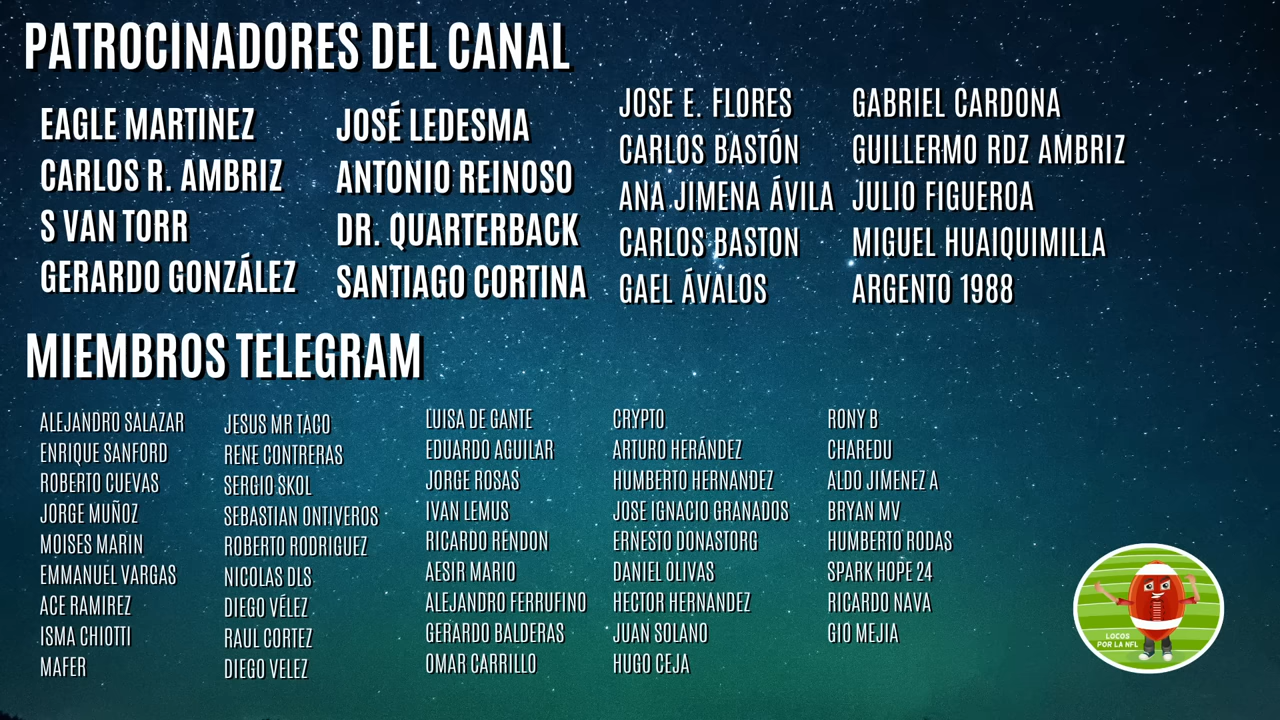 PATROCINADORES DEL CANAL
EAGLE MARTINEZ
CARLOS R. AMBRIZ
S VAN TORR
GERARDO GONZÁLEZ
JOSÉ LEDESMA
ANTONIO REINOSO
DR. QUARTERBACK
SANTIAGO CORTINA
JOSE E. FLORES
CARLOS BASTÓN
ANA JIMENA ÁVILA
CARLOS BASTON
GAEL ÁVALOS
GABRIEL CARDONA
GUILLERMO RDZ AMBRIZ
JULIO FIGUEROA
MIGUEL HUAIQUIMILLA
ARGENTO 1988
MIEMBROS TELEGRAM
ALEJANDRO SALAZAR
ENRIQUE SANFORD
ROBERTO CUEVAS
JORGE MUÑOZ
MOISES MARIN
EMMANUEL VARGAS
ACE RAMIREZ
ISMA CHIOTTI
MAFER
JESUS MR TACO
RENE CONTRERAS
SERGIO SKOL
SEBASTIAN ONTIVEROS
ROBERTO RODRIGUEZ
NICOLAS DLS
DIEGO VÉLEZ
RAUL CORTEZ
DIEGO VELEZ
LUISA DE GANTE
EDUARDO AGUILAR
JORGE ROSAS
IVAN LEMUS
RICARDO RENDON
AESIR MARIO
ALEJANDRO FERRUFINO
GERARDO BALDERAS
OMAR CARRILLO
CRYPTO
ARTURO HERÁNDEZ
HUMBERTO HERNANDEZ
JOSE IGNACIO GRANADOS
ERNESTO DONASTORG
DANIEL OLIVAS
HECTOR HERNANDEZ
JUAN SOLANO
HUGO CEJA
RONY B
CHAREDU
ALDO JIMENEZ A
BRYAN MV
HUMBERTO RODAS
SPARK HOPE 24
RICARDO NAVA
GIO MEJIA
LOCOS
POR LA NFL